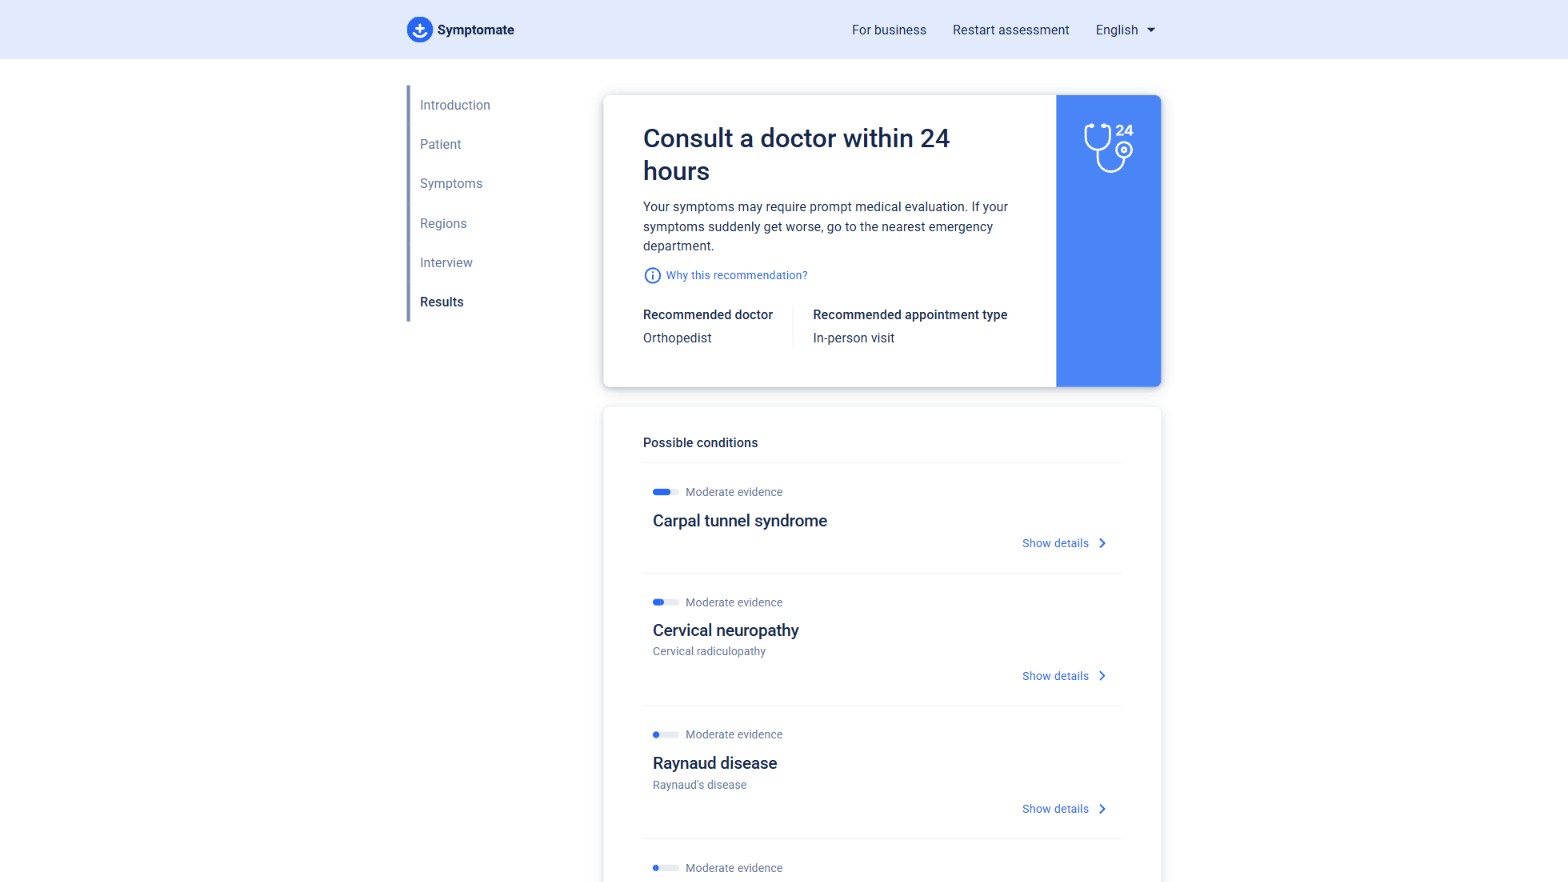 Symptomate
For business
Restart assessment
English
Introduction
Patient
Symptoms
Regions
Interview
Results
24
Consult a doctor within 24
hours
Your symptoms may require prompt medical evaluation. If your
symptoms suddenly get worse, go to the nearest emergency
department.
Why this recommendation?
Recommended doctor
Orthopedist
Recommended appointment type
In-person visit
Possible conditions
Moderate evidence
Carpal tunnel syndrome
Show details
Moderate evidence
Cervical neuropathy
Cervical radiculopathy
Show details
Moderate evidence
Raynaud disease
Raynaud's disease
Show details
Moderate evidence